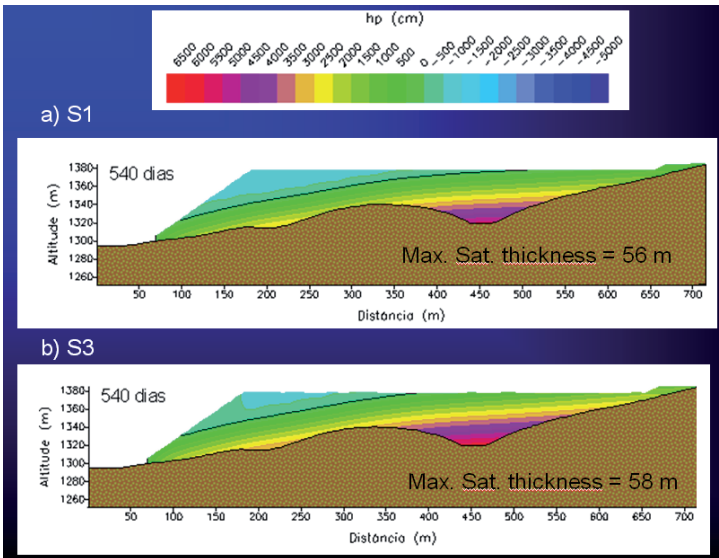 hp (cm)
6500 6000 5500 5000 4500 4000 3500 3000 2500 2000 1500 1000 500 0 -500 -1000 -1500 -2000 -2500 -3000 -3500 -4000 -4500 -5000
a) S1
540 dias
1380
1360
1340
1320
1300
1280
1260
Altitude (m)
Max. Sat. thickness = 56 m
50 100 150 200 250 300 350 400 450 500 550 600 650 700
Distância (m)
b) S3
540 dias
1380
1360
1340
1320
1300
1280
1260
Altitude (m)
Max. Sat. thickness = 58 m
50 100 150 200 250 300 350 400 450 500 550 600 650 700
Distância (m)